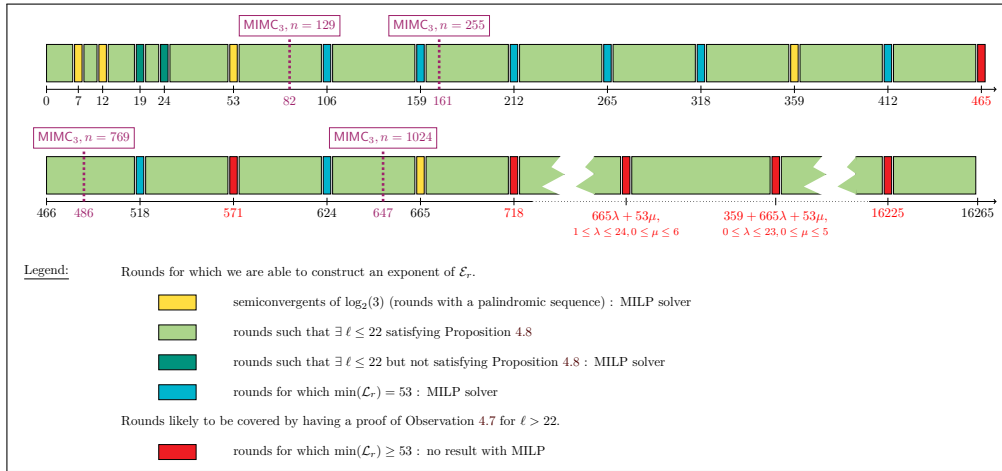 MIMC₃, n = 129 MIMC₃, n = 255
0 7 12 19 24 53 82 106 159 161 212 265 318 359 412 465
MIMC₃, n = 769 MIMC₃, n = 1024
466 486 518 571 624 647 665 718 665λ + 53μ, 359 + 665λ + 53μ, 16225 16265
1 ≤ λ ≤ 24, 0 ≤ μ ≤ 6 0 ≤ λ ≤ 23, 0 ≤ μ ≤ 5
Legend: Rounds for which we are able to construct an exponent of ℰᵣ.
semiconvergents of log₂(3) (rounds with a palindromic sequence) : MILP solver
rounds such that ∃ ℓ ≤ 22 satisfying Proposition 4.8
rounds such that ∃ ℓ ≤ 22 but not satisfying Proposition 4.8 : MILP solver
rounds for which min(ℒᵣ) = 53 : MILP solver
Rounds likely to be covered by having a proof of Observation 4.7 for ℓ > 22.
rounds for which min(ℒᵣ) ≥ 53 : no result with MILP